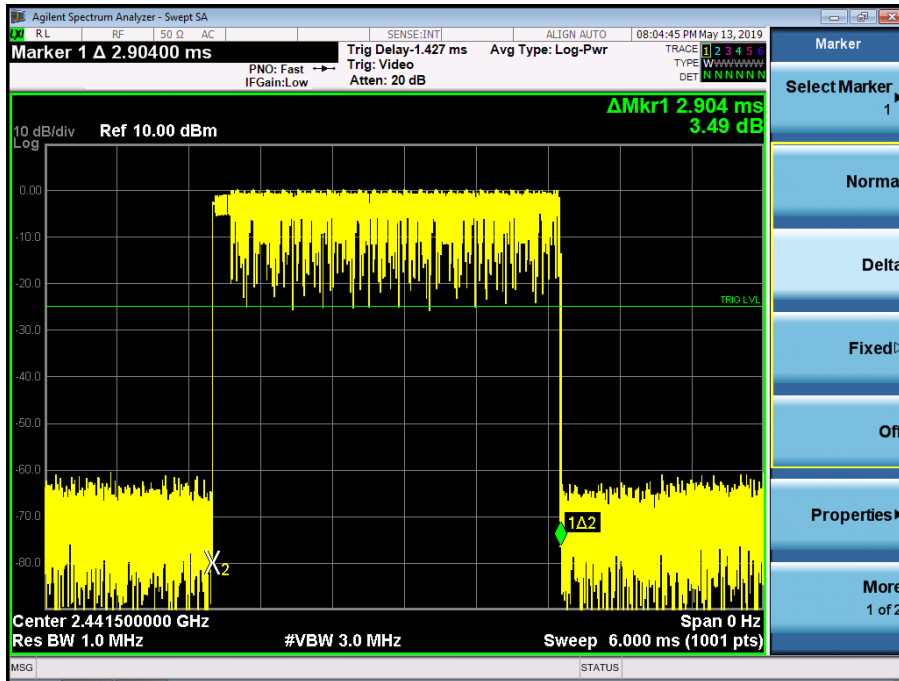 Agilent Spectrum Analyzer - Swept SA
LXI RL RF 50 Ω AC SENSE:INT ALIGN AUTO 08:04:45 PM May 13, 2019
Marker 1 Δ 2.90400 ms
PNO: Fast
IFGain:Low
Trig Delay-1.427 ms
Trig: Video
Atten: 20 dB
Avg Type: Log-Pwr
TRACE 1 2 3 4 5 6
TYPE WWWWWW
DET N N N N N N
ΔMkr1 2.904 ms
3.49 dB
10 dB/div
Log
Ref 10.00 dBm
0.00
-10.0
-20.0
TRIG LVL
-30.0
-40.0
-50.0
-60.0
-70.0
1Δ2
-80.0
X2
Center 2.441500000 GHz
Span 0 Hz
Res BW 1.0 MHz
#VBW 3.0 MHz
Sweep 6.000 ms (1001 pts)
MSG
STATUS
Marker
Select Marker
1
Norma
Delta
Fixed
Off
Properties
More
1 of 2